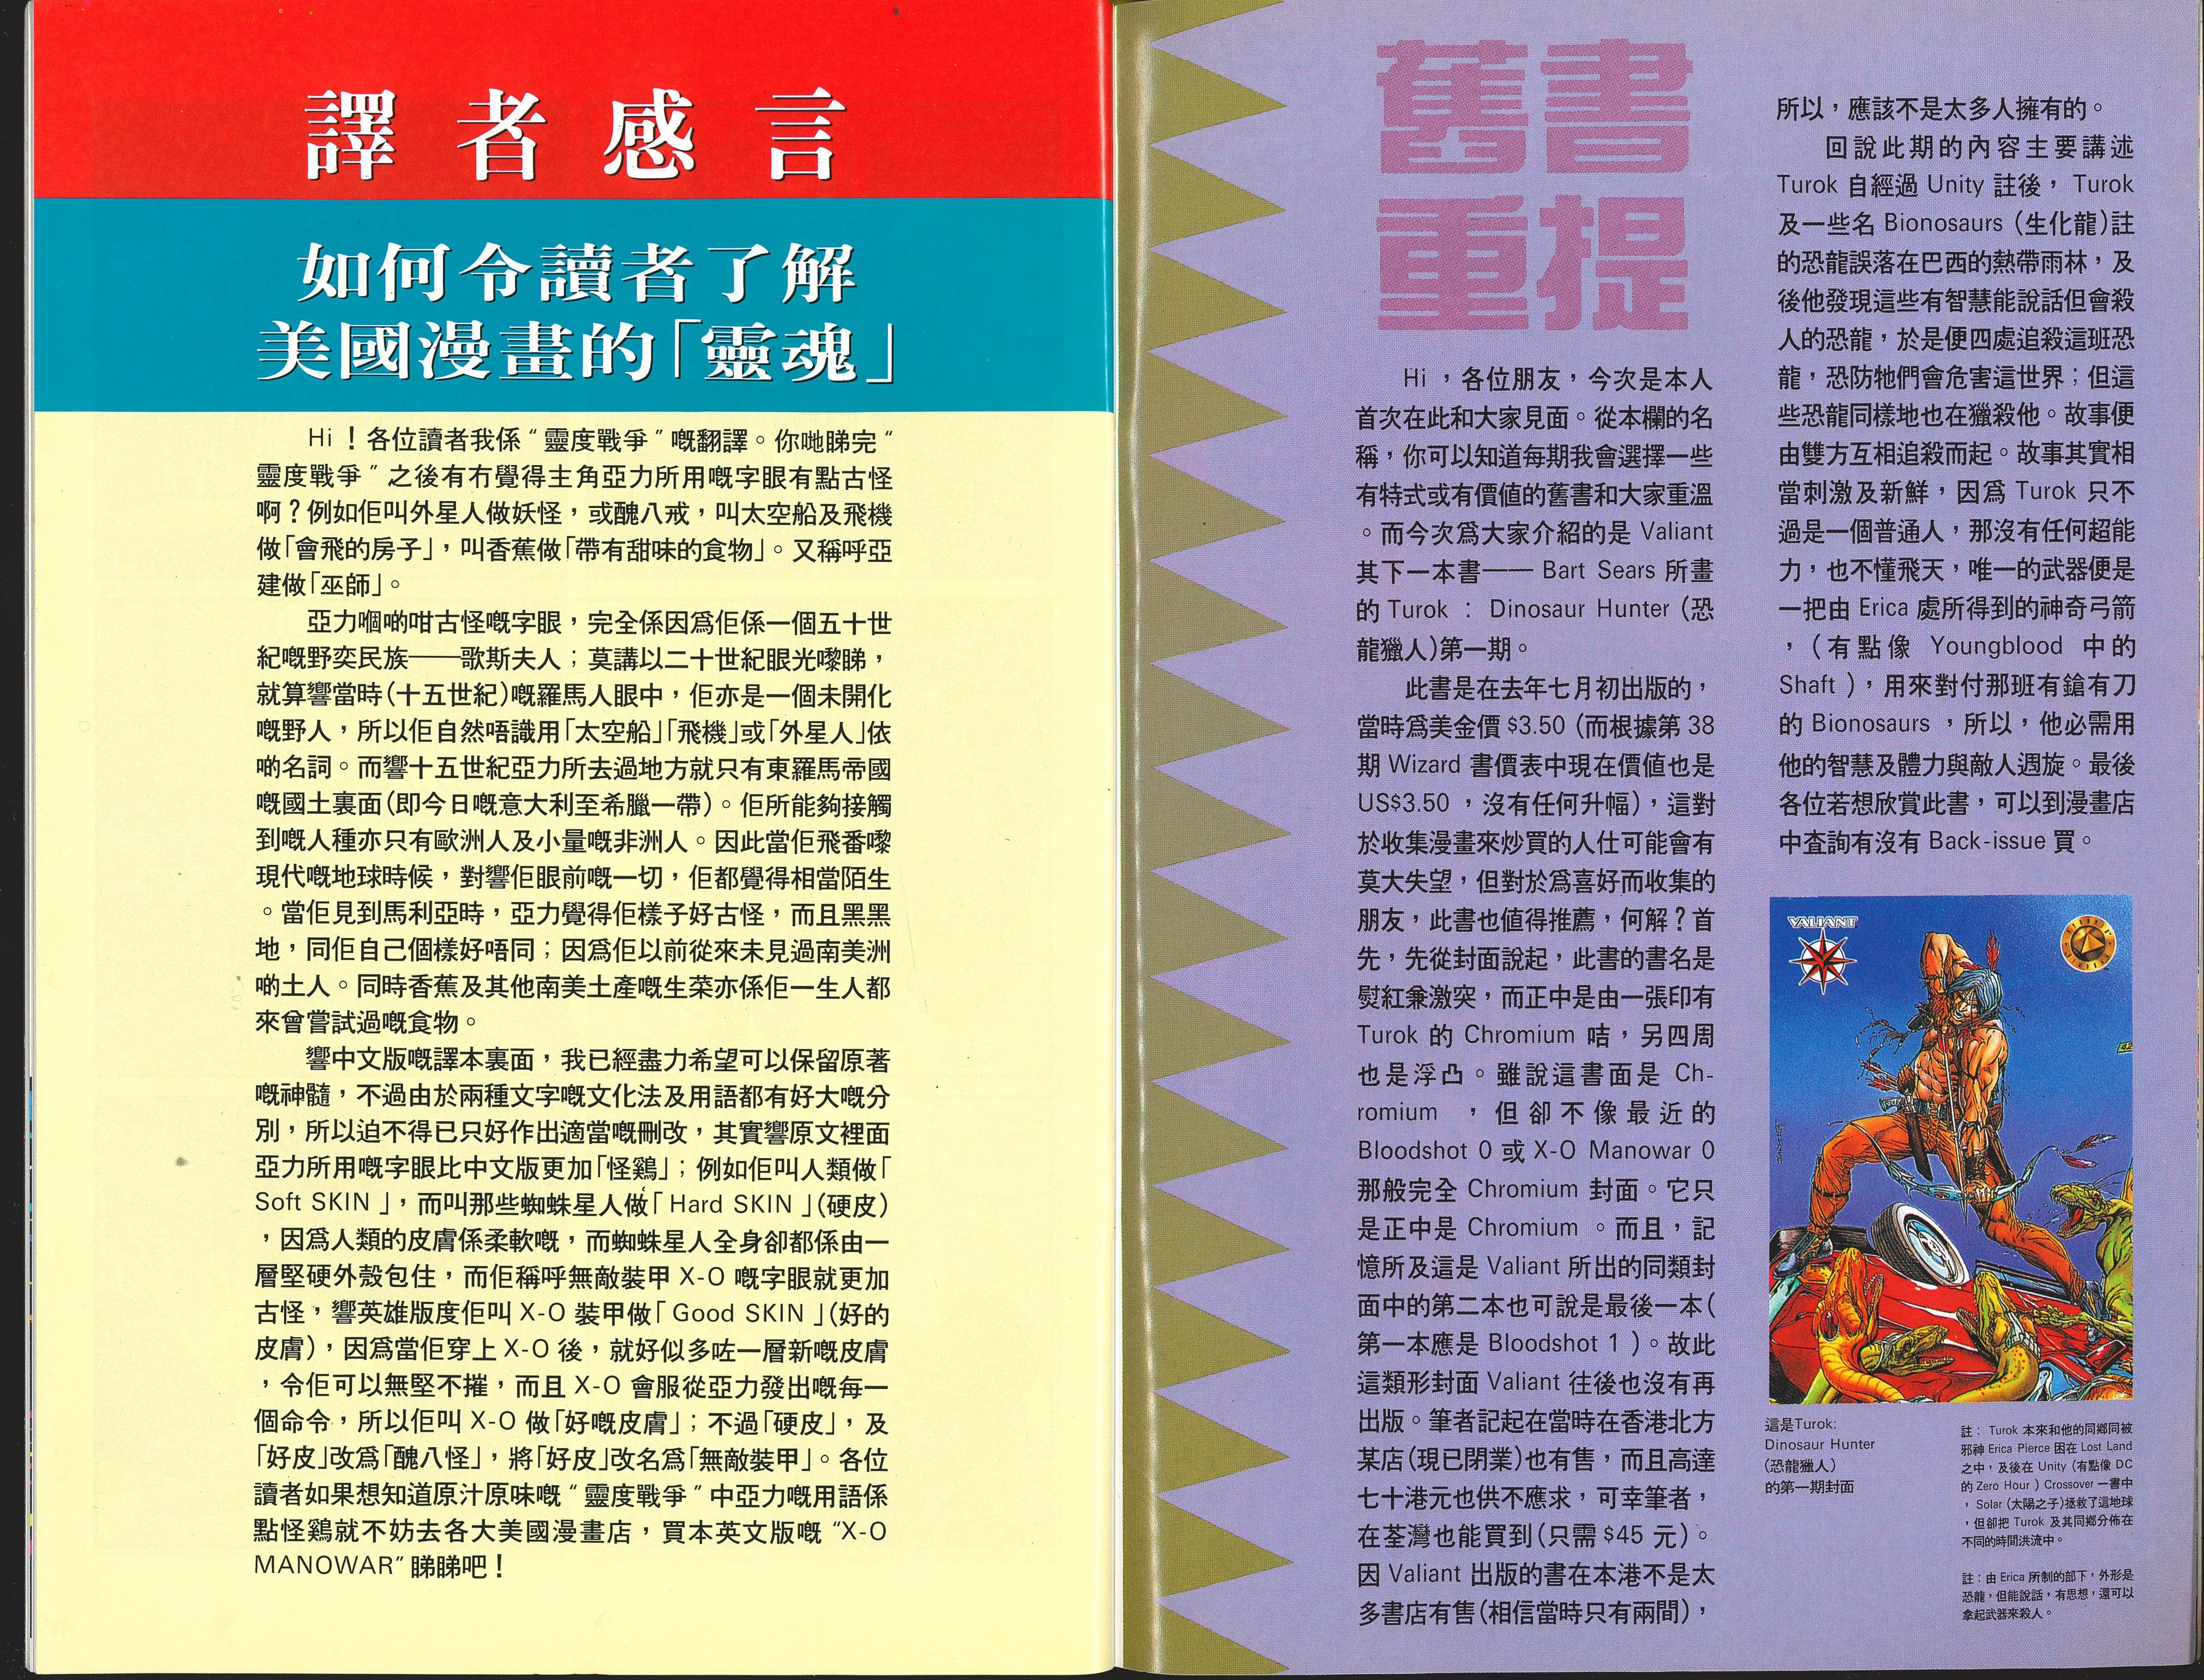 譯者感言
如何令讀者了解
美國漫畫的「靈魂」
Hi！各位讀者我係“靈度戰爭”嘅翻譯。你哋睇完“
靈度戰爭”之後有冇覺得主角亞力所用嘅字眼有點古怪
啊？例如佢叫外星人做妖怪，或醜八戒，叫太空船及飛機
做「會飛的房子」，叫香蕉做「帶有甜味的食物」。又稱呼亞
建做「巫師」。
亞力嗰啲咁古怪嘅字眼，完全係因為佢係一個五十世
紀嘅野奕民族——歌斯夫人；莫講以二十世紀眼光嚟睇，
就算響當時(十五世紀)嘅羅馬人眼中，佢亦是一個未開化
嘅野人，所以佢自然唔識用「太空船」「飛機」或「外星人」依
啲名詞。而響十五世紀亞力所去過地方就只有東羅馬帝國
嘅國土裏面(即今日嘅意大利至希臘一帶)。佢所能夠接觸
到嘅人種亦只有歐洲人及小量嘅非洲人。因此當佢飛番嚟
現代嘅地球時候，對響佢眼前嘅一切，佢都覺得相當陌生
。當佢見到馬利亞時，亞力覺得佢樣子好古怪，而且黑黑
地，同佢自己個樣好唔同；因為佢以前從來未見過南美洲
啲土人。同時香蕉及其他南美土產嘅生菜亦係佢一生人都
來曾嘗試過嘅食物。
響中文版嘅譯本裏面，我已經盡力希望可以保留原著
嘅神髓，不過由於兩種文字嘅文化法及用語都有好大嘅分
別，所以迫不得已只好作出適當嘅刪改，其實響原文裡面
亞力所用嘅字眼比中文版更加「怪鷄」；例如佢叫人類做「
Soft SKIN」，而叫那些蜘蛛星人做「Hard SKIN」(硬皮)
，因為人類的皮膚係柔軟嘅，而蜘蛛星人全身卻都係由一
層堅硬外殼包住，而佢稱呼無敵裝甲 X-O 嘅字眼就更加
古怪，響英雄版度佢叫 X-O 裝甲做「Good SKIN」(好的
皮膚)，因為當佢穿上 X-O 後，就好似多咗一層新嘅皮膚
，令佢可以無堅不摧，而且 X-O 會服從亞力發出嘅每一
個命令，所以佢叫 X-O 做「好嘅皮膚」；不過「硬皮」，及
「好皮」改為「醜八怪」，將「好皮」改名為「無敵裝甲」。各位
讀者如果想知道原汁原味嘅“靈度戰爭”中亞力嘅用語係
點怪鷄就不妨去各大美國漫畫店，買本英文版嘅“X-O
MANOWAR”睇睇吧！
舊書
重提
Hi，各位朋友，今次是本人
首次在此和大家見面。從本欄的名
稱，你可以知道每期我會選擇一些
有特式或有價值的舊書和大家重溫
。而今次為大家介紹的是 Valiant
其下一本書—— Bart Sears 所畫
的 Turok : Dinosaur Hunter (恐
龍獵人)第一期。
此書是在去年七月初出版的，
當時為美金價 $3.50 (而根據第 38
期 Wizard 書價表中現在價值也是
US$3.50，沒有任何升幅)，這對
於收集漫畫來炒買的人仕可能會有
莫大失望，但對於為喜好而收集的
朋友，此書也值得推薦，何解？首
先，先從封面說起，此書的書名是
熨紅兼激突，而正中是由一張印有
Turok 的 Chromium 咭，另四周
也是浮凸。雖說這書面是 Ch-
romium，但卻不像最近的
Bloodshot 0 或 X-O Manowar 0
那般完全 Chromium 封面。它只
是正中是 Chromium 。而且，記
憶所及這是 Valiant 所出的同類封
面中的第二本也可說是最後一本(
第一本應是 Bloodshot 1 )。故此
這類形封面 Valiant 往後也沒有再
出版。筆者記起在當時在香港北方
某店(現已閉業)也有售，而且高達
七十港元也供不應求，可幸筆者，
在荃灣也能買到(只需 $45 元)。
因 Valiant 出版的書在本港不是太
多書店有售(相信當時只有兩間)，
所以，應該不是太多人擁有的。
回說此期的內容主要講述
Turok 自經過 Unity 註後，Turok
及一些名 Bionosaurs (生化龍)註
的恐龍誤落在巴西的熱帶雨林，及
後他發現這些有智慧能說話但會殺
人的恐龍，於是便四處追殺這班恐
龍，恐防牠們會危害這世界；但這
些恐龍同樣地也在獵殺他。故事便
由雙方互相追殺而起。故事其實相
當刺激及新鮮，因為 Turok 只不
過是一個普通人，那沒有任何超能
力，也不懂飛天，唯一的武器便是
一把由 Erica 處所得到的神奇弓箭
，(有點像 Youngblood 中的
Shaft )，用來對付那班有鎗有刀
的 Bionosaurs ，所以，他必需用
他的智慧及體力與敵人週旋。最後
各位若想欣賞此書，可以到漫畫店
中查詢有沒有 Back-issue 買。
VALIANT
這是Turok:
Dinosaur Hunter
(恐龍獵人)
的第一期封面
註： Turok 本來和他的同鄉同被
邪神 Erica Pierce 困在 Lost Land
之中，及後在 Unity (有點像 DC
的 Zero Hour ) Crossover 一書中
，Solar (太陽之子)拯救了這地球
，但卻把 Turok 及其同鄉分佈在
不同的時間洪流中。
註：由 Erica 所制的部下，外形是
恐龍，但能說話，有思想，還可以
拿起武器來殺人。